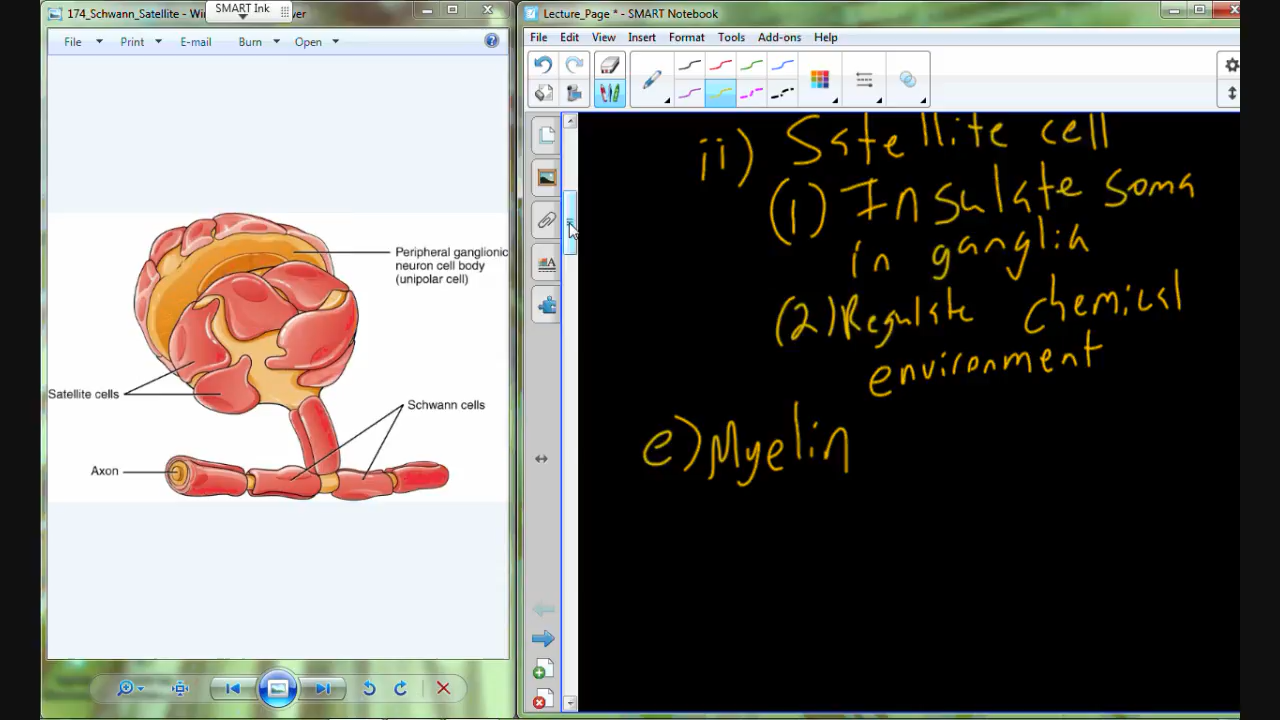 174_Schwann_Satellite - Wi
SMART Ink
er
File Print E-mail Burn Open
Peripheral ganglionic
neuron cell body
(unipolar cell)
Satellite cells
Schwann cells
Axon
Lecture_Page * - SMART Notebook
File Edit View Insert Format Tools Add-ons Help
ii) Satellite cell
(1) Insulate soma
in ganglia
(2) Regulate chemical
environment
e) Myelin